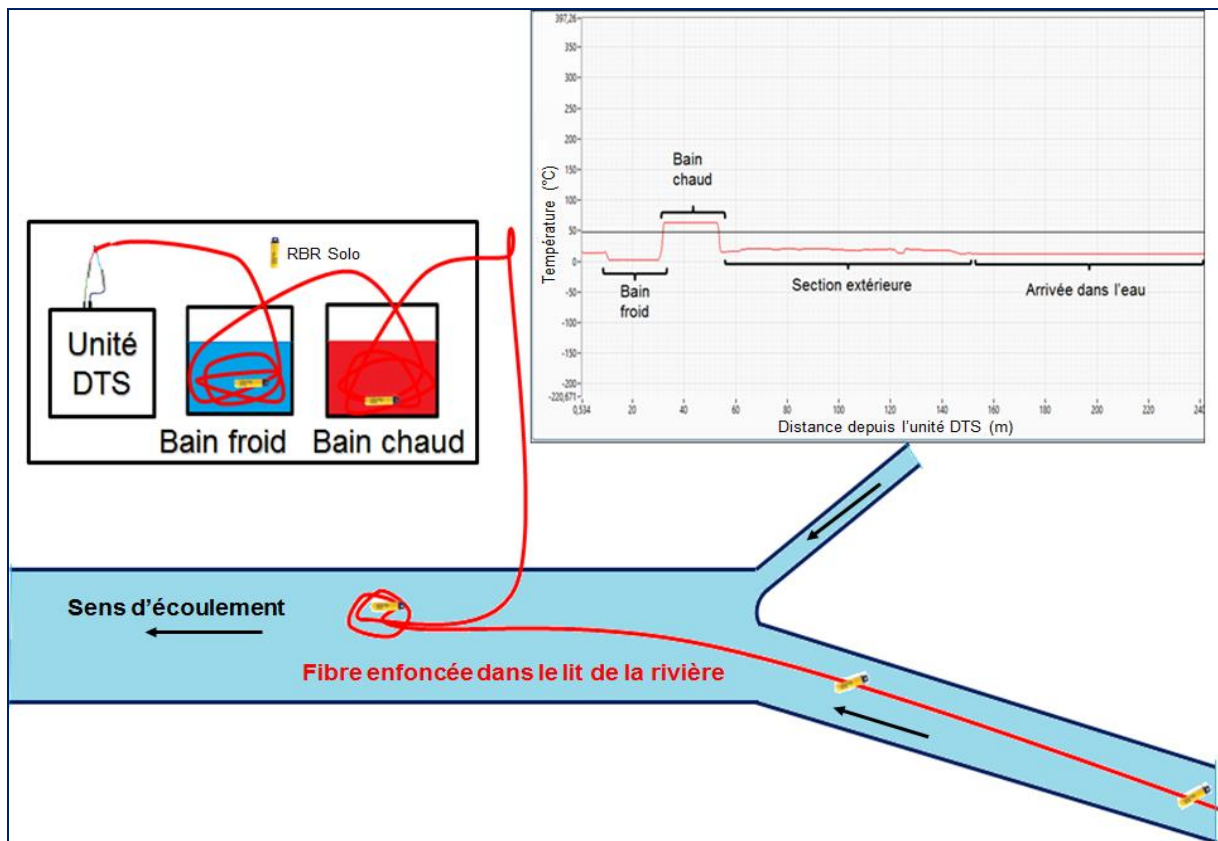 397,26
350
300
250
200
150
100
50
0
-50
-100
-150
-200
-220,671
Température (°C)
Bain
chaud
Bain
froid
Section extérieure
Arrivée dans l'eau
0,534
20
40
60
80
100
120
140
160
180
200
220
240
Distance depuis l'unité DTS (m)
RBR Solo
Unité
DTS
Bain froid
Bain chaud
Sens d'écoulement
Fibre enfoncée dans le lit de la rivière